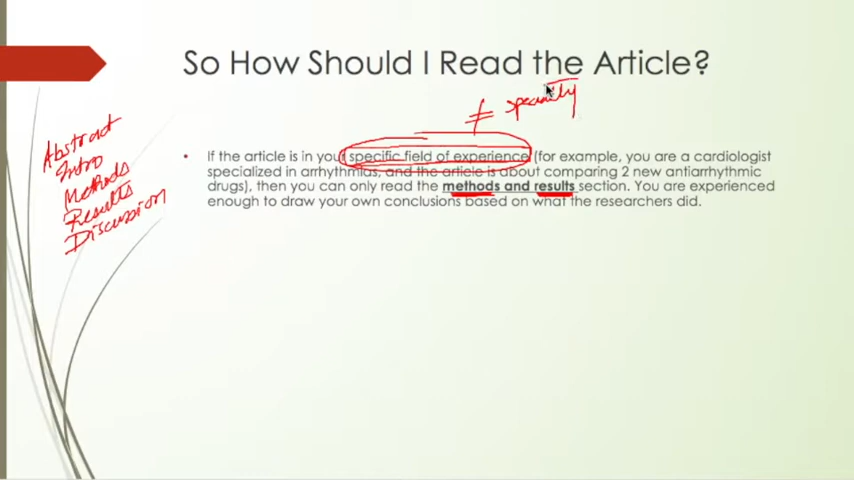 So How Should I Read the Article?
≠ specialty
Abstract
Intro
Methods
Results
Discussion
• If the article is in your specific field of experience (for example, you are a cardiologist
specialized in arrhythmias, and the article is about comparing 2 new antiarrhythmic
drugs), then you can only read the methods and results section. You are experienced
enough to draw your own conclusions based on what the researchers did.